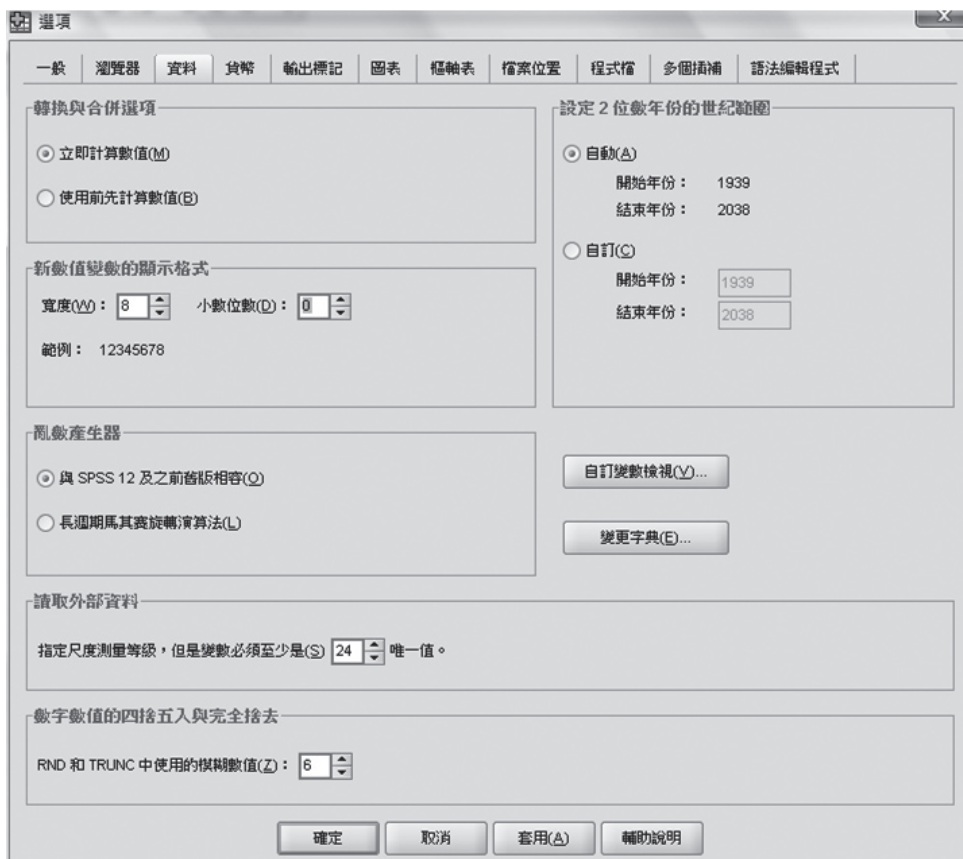 選項
X
一般 瀏覽器 資料 貨幣 輸出標記 圖表 樞軸表 檔案位置 程式檔 多個插補 語法編輯程式
轉換與合併選項
立即計算數值(M)
使用前先計算數值(B)
新數值變數的顯示格式
寬度(W)： 8 小數位數(D)： 0
範例： 12345678
亂數產生器
與 SPSS 12 及之前舊版相容(O)
長週期馬其賽旋轉演算法(L)
設定 2 位數年份的世紀範圍
自動(A)
開始年份： 1939
結束年份： 2038
自訂(C)
開始年份： 1939
結束年份： 2038
自訂變數檢視(V)...
變更字典(E)...
讀取外部資料
指定尺度測量等級，但是變數必須至少是(S) 24 唯一值。
數字數值的四捨五入與完全捨去
RND 和 TRUNC 中使用的模糊數值(Z)： 6
確定 取消 套用(A) 輔助說明